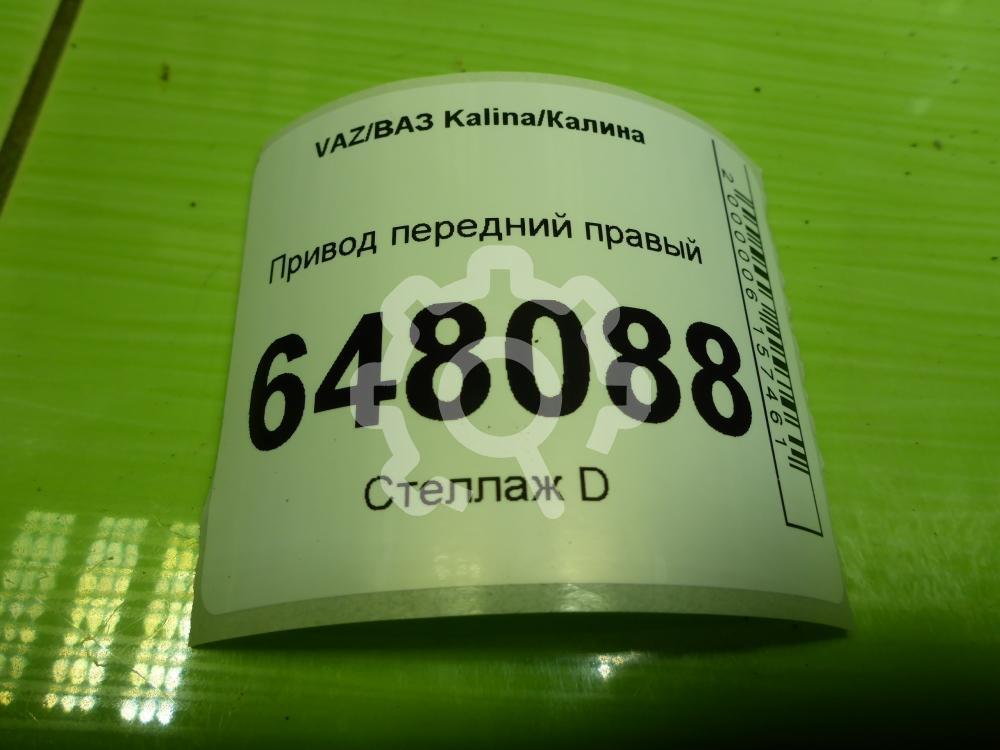 VAZ/ВАЗ Kalina/Калина
Привод передний правый
648088
Стеллаж D
2000006157461